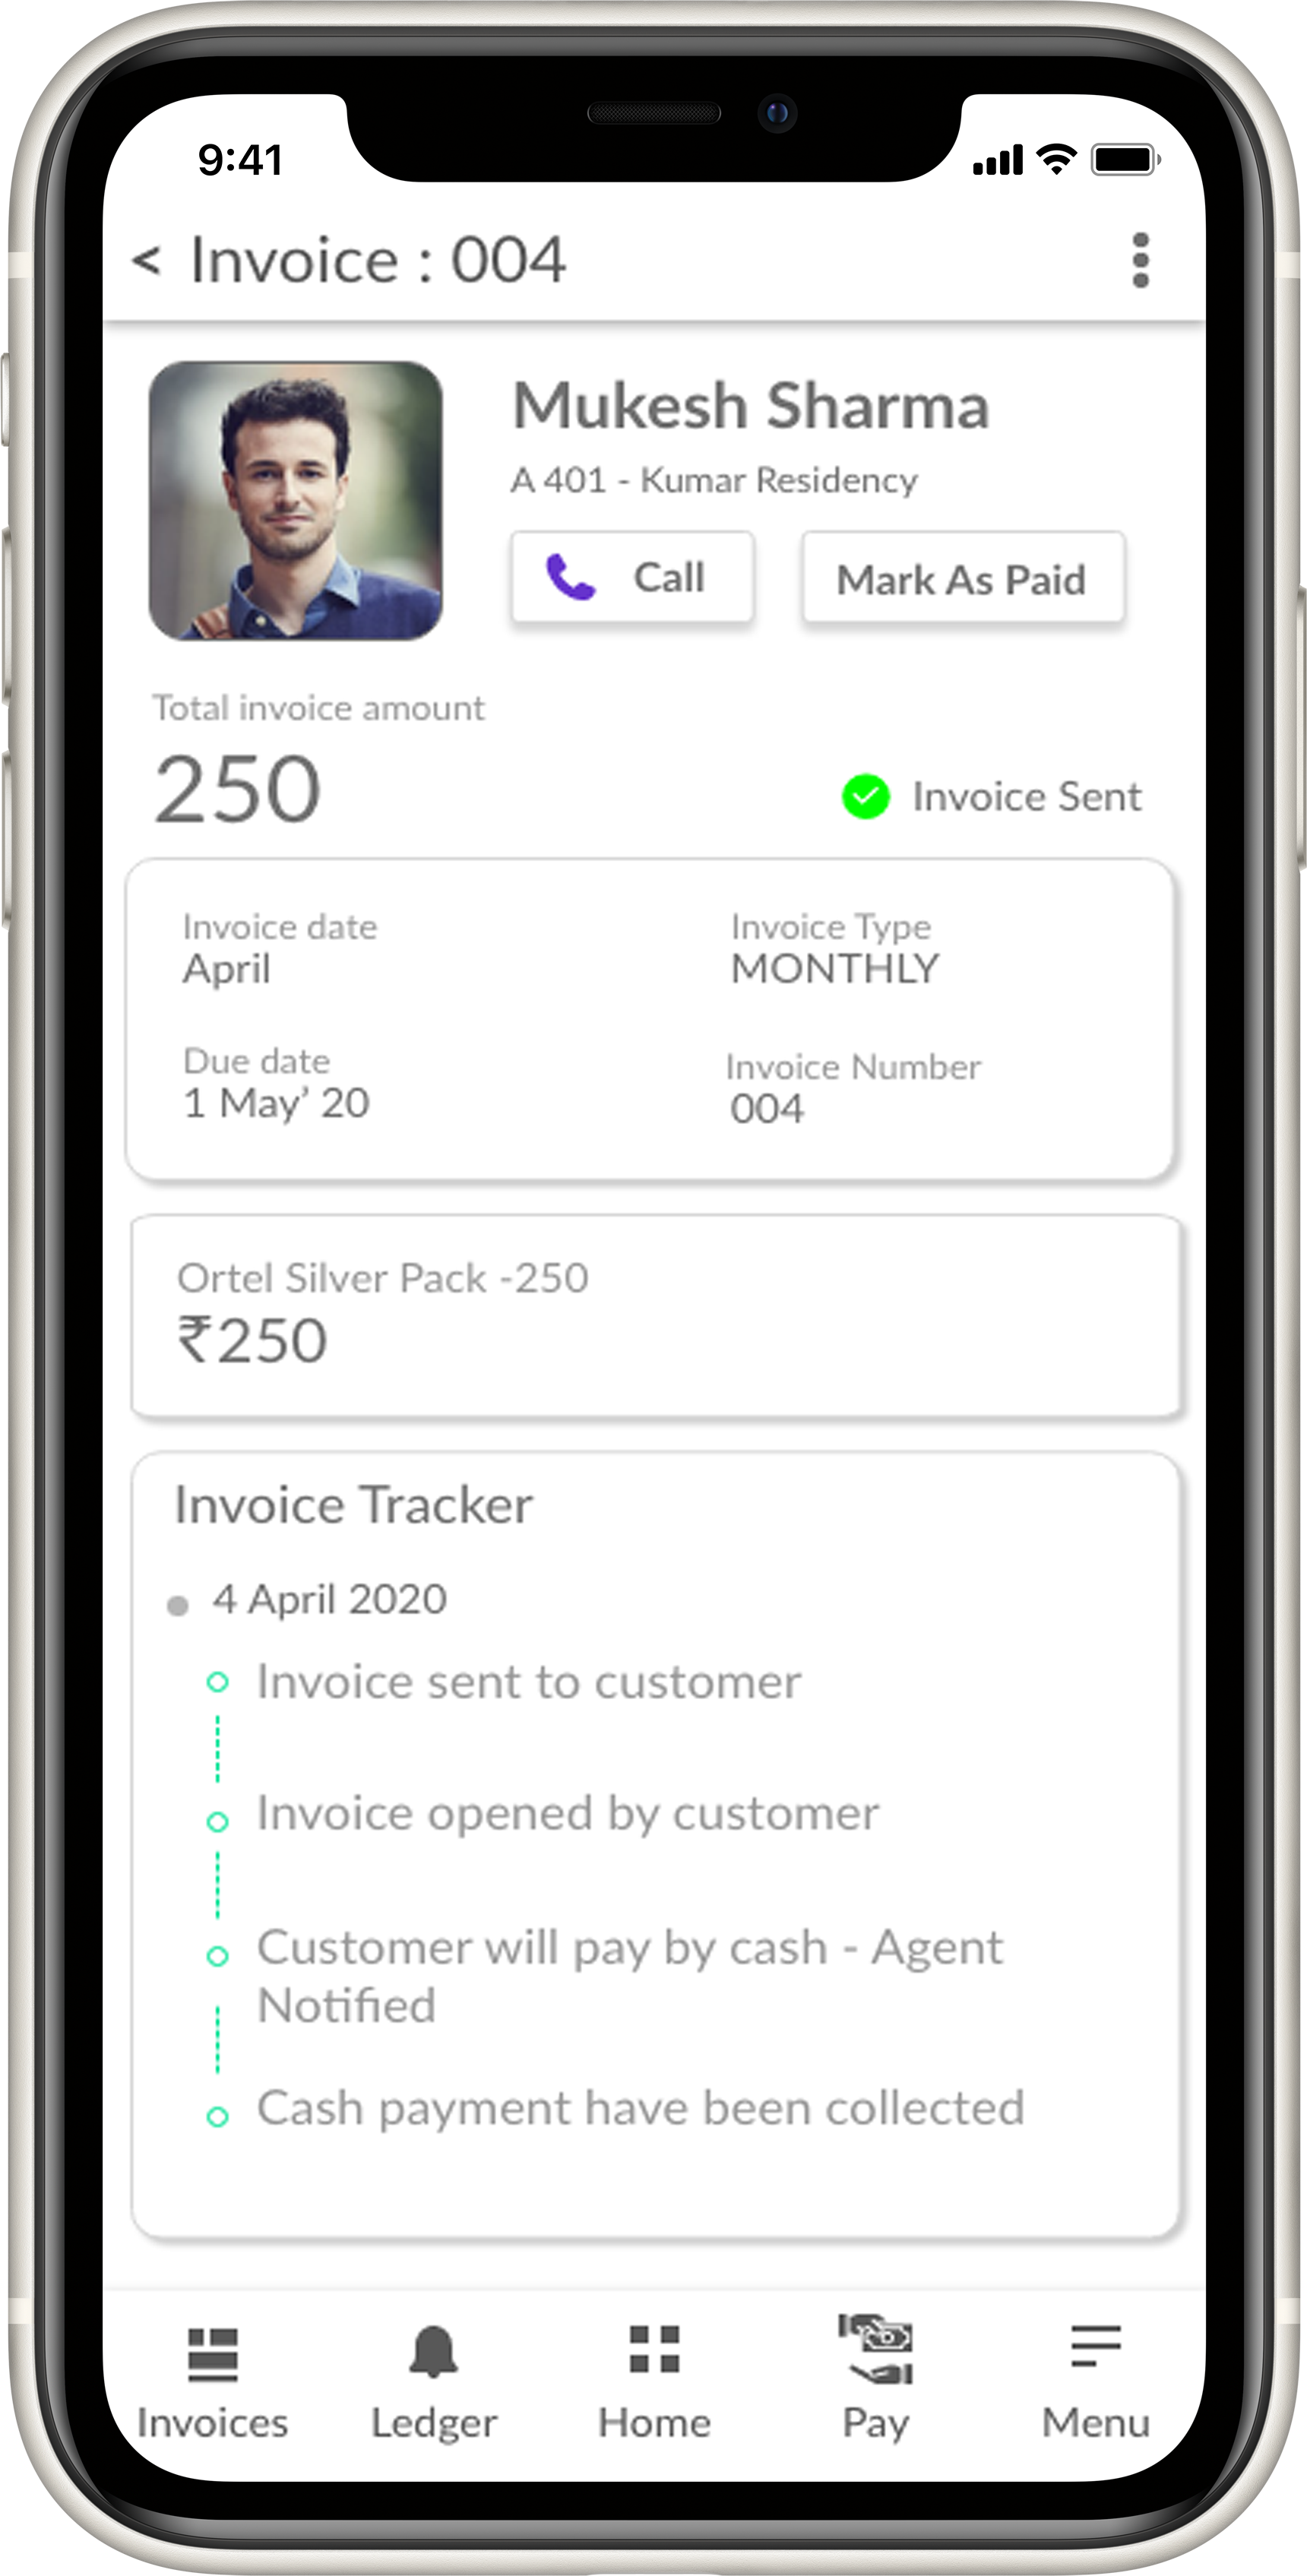 9:41
< Invoice : 004
Mukesh Sharma
A 401 - Kumar Residency
Call
Mark As Paid
Total invoice amount
250
Invoice Sent
Invoice date
April
Invoice Type
MONTHLY
Due date
1 May’ 20
Invoice Number
004
Ortel Silver Pack -250
₹250
Invoice Tracker
4 April 2020
Invoice sent to customer
Invoice opened by customer
Customer will pay by cash - Agent
Notified
Cash payment have been collected
Invoices
Ledger
Home
Pay
Menu